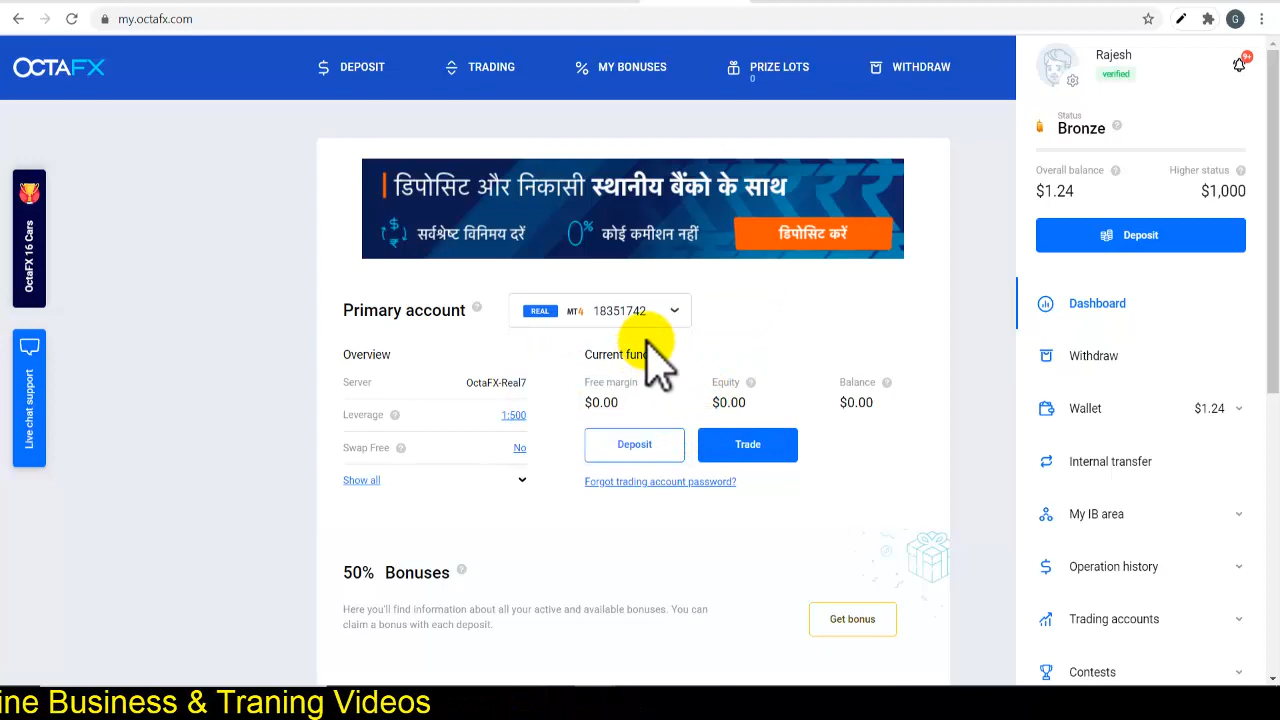 my.octafx.com
G
OCTAFX
DEPOSIT
TRADING
MY BONUSES
PRIZE LOTS
0
WITHDRAW
Rajesh
verified
9+
Status
Bronze
Overall balance
Higher status
$1.24
$1,000
Deposit
OctaFX 16 Cars
Live chat support
डिपोसिट और निकासी स्थानीय बैंको के साथ
सर्वश्रेष्ट विनिमय दरें
0% कोई कमीशन नहीं
डिपोसिट करें
Primary account
REAL MT4 18351742
Overview
Server OctaFX-Real7
Leverage 1:500
Swap Free No
Show all
Current fun
Free margin
Equity
Balance
$0.00
$0.00
$0.00
Deposit
Trade
Forgot trading account password?
50% Bonuses
Here you'll find information about all your active and available bonuses. You
can claim a bonus with each deposit.
Get bonus
Dashboard
Withdraw
Wallet $1.24
Internal transfer
My IB area
Operation history
Trading accounts
Contests
ine Business & Traning Videos